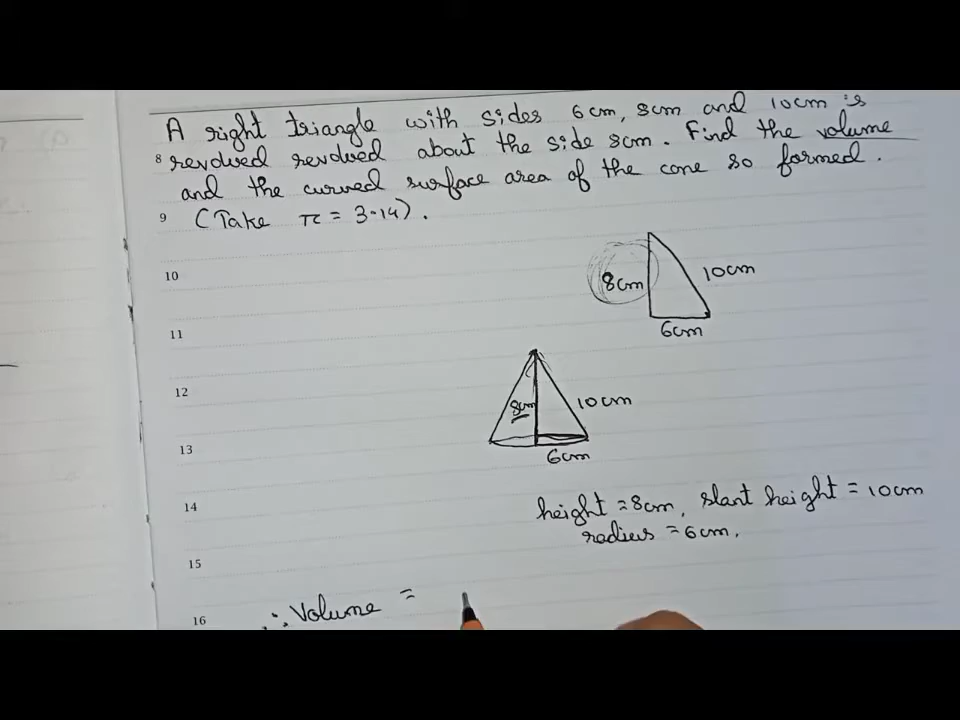 A right triangle with sides 6cm, 8cm and 10cm is
8 revolved revolved about the side 8cm. Find the volume
and the curved surface area of the cone so formed.
9 (Take π = 3.14).
10
8cm 10cm
11
6cm
12
8cm 10cm
13
6cm
14
height = 8cm, slant height = 10cm
radius = 6cm.
15
16 ∴ Volume =